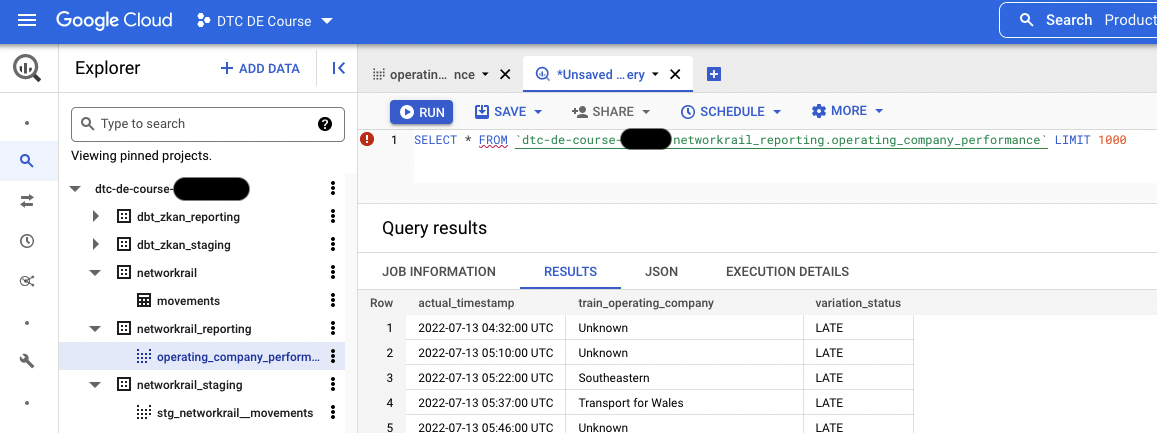 Google Cloud DTC DE Course Search Product
Explorer + ADD DATA
operatin... nce *Unsaved ...ery
RUN SAVE SHARE SCHEDULE MORE
Type to search
1 SELECT * FROM `dtc-de-course- networkrail_reporting.operating_company_performance` LIMIT 1000
Viewing pinned projects.
dtc-de-course-
dbt_zkan_reporting
dbt_zkan_staging
networkrail
movements
networkrail_reporting
operating_company_perform...
networkrail_staging
stg_networkrail__movements
Query results
JOB INFORMATION RESULTS JSON EXECUTION DETAILS
Row actual_timestamp train_operating_company variation_status
1 2022-07-13 04:32:00 UTC Unknown LATE
2 2022-07-13 05:10:00 UTC Unknown LATE
3 2022-07-13 05:22:00 UTC Southeastern LATE
4 2022-07-13 05:37:00 UTC Transport for Wales LATE
5 2022-07-13 05:46:00 UTC Unknown LATE